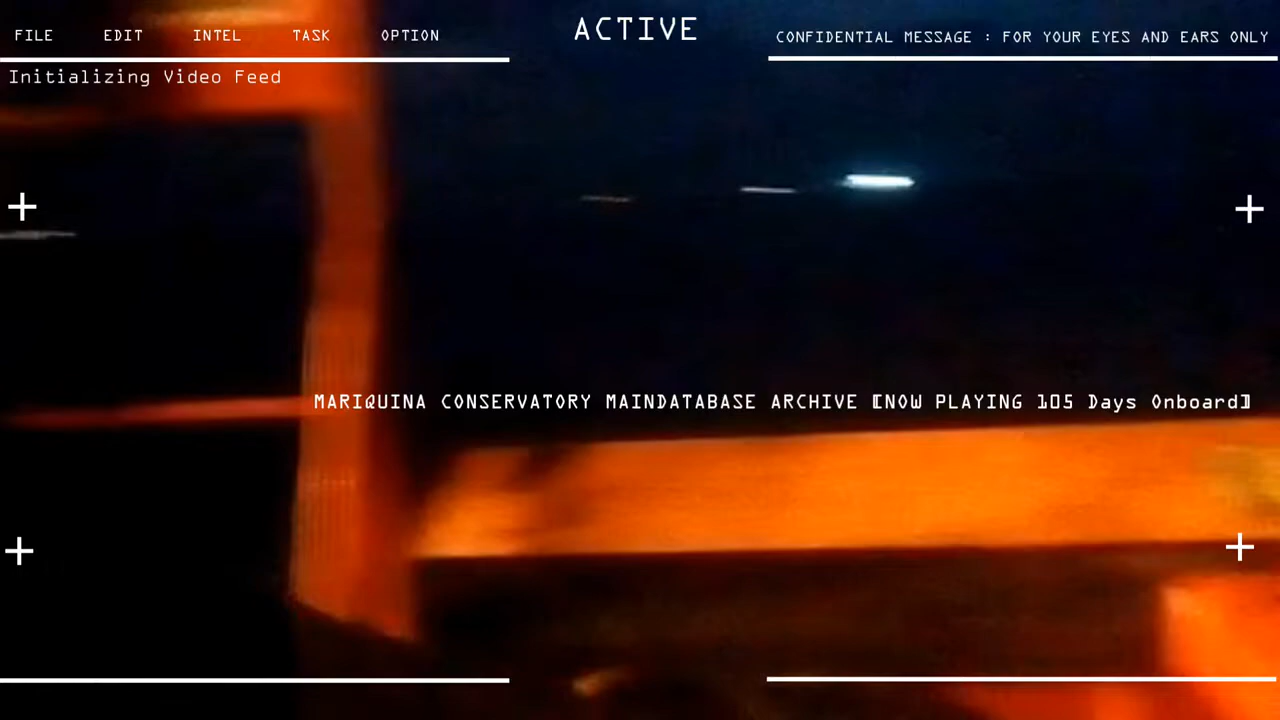 FILE EDIT INTEL TASK OPTION
ACTIVE
CONFIDENTIAL MESSAGE : FOR YOUR EYES AND EARS ONLY
Initializing Video Feed
MARIQUINA CONSERVATORY MAINDATABASE ARCHIVE [NOW PLAYING 105 Days Onboard]